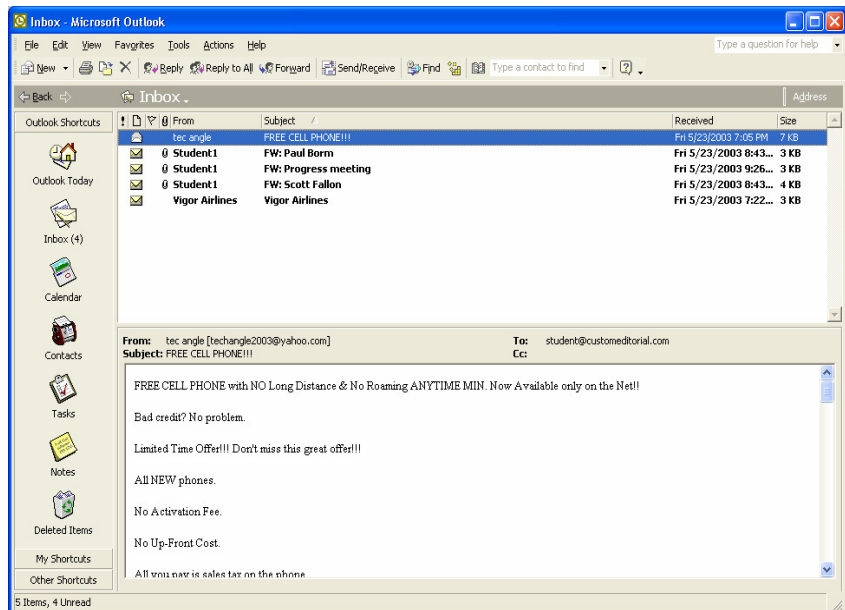 Inbox - Microsoft Outlook
File Edit View Favorites Tools Actions Help Type a question for help
New Reply Reply to All Forward Send/Receive Find Type a contact to find
Back Inbox Address
Outlook Shortcuts
! From Subject Received Size
tec angle FREE CELL PHONE!!! Fri 5/23/2003 7:05 PM 7 KB
Student1 FW: Paul Borm Fri 5/23/2003 8:43... 3 KB
Student1 FW: Progress meeting Fri 5/23/2003 9:26... 3 KB
Student1 FW: Scott Fallon Fri 5/23/2003 8:43... 4 KB
Vigor Airlines Vigor Airlines Fri 5/23/2003 7:22... 3 KB
Outlook Today
Inbox (4)
Calendar
Contacts
Tasks
Notes
Deleted Items
My Shortcuts
Other Shortcuts
From: tec angle [techangle2003@yahoo.com] To: student@customeditorial.com
Subject: FREE CELL PHONE!!! Cc:
FREE CELL PHONE with NO Long Distance & No Roaming ANYTIME MIN. Now Available only on the Net!!
Bad credit? No problem.
Limited Time Offer!!! Don't miss this great offer!!!
All NEW phones.
No Activation Fee.
No Up-Front Cost.
All you pay is sales tax on the phone
5 Items, 4 Unread